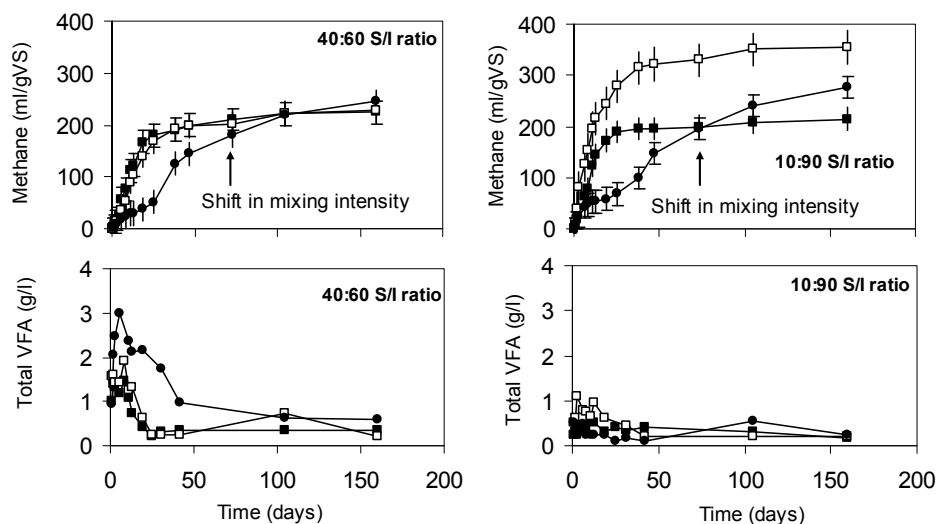 Methane (ml/gVS)
400
300
200
100
0
40:60 S/I ratio
Shift in mixing intensity
Methane (ml/gVS)
400
300
200
100
0
10:90 S/I ratio
Shift in mixing intensity
Total VFA (g/l)
4
3
2
1
0
40:60 S/I ratio
0 50 100 150 200
Time (days)
Total VFA (g/l)
4
3
2
1
0
10:90 S/I ratio
0 50 100 150 200
Time (days)